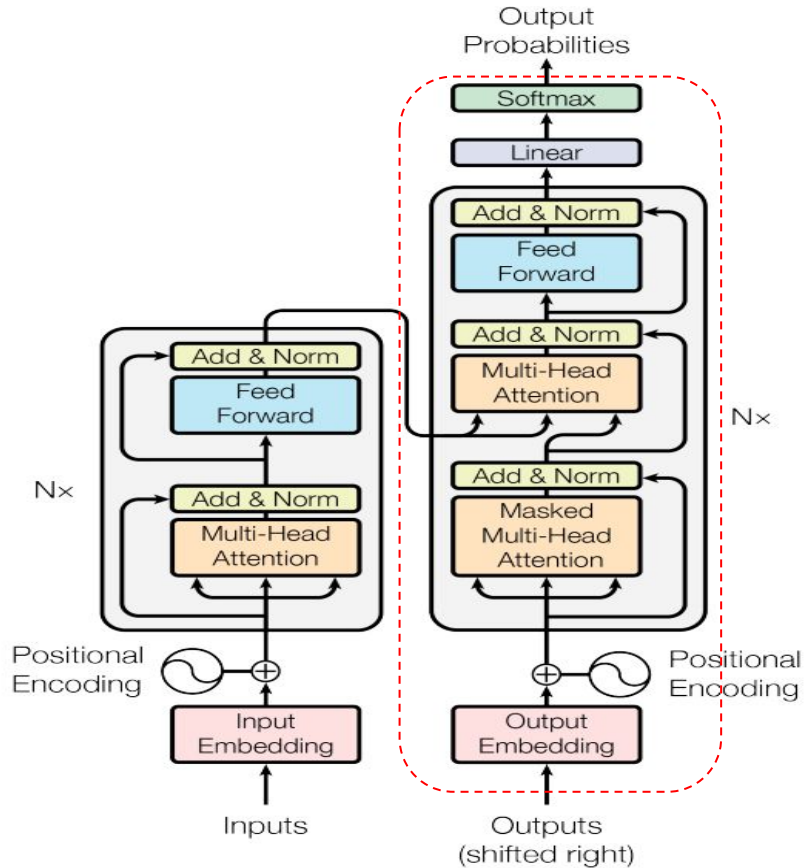 Output
Probabilities
Softmax
Linear
Add & Norm
Feed
Forward
Add & Norm
Multi-Head
Attention
Nx
Add & Norm
Masked
Multi-Head
Attention
Positional
Encoding
Output
Embedding
Outputs
(shifted right)
Add & Norm
Feed
Forward
Nx
Add & Norm
Multi-Head
Attention
Positional
Encoding
Input
Embedding
Inputs